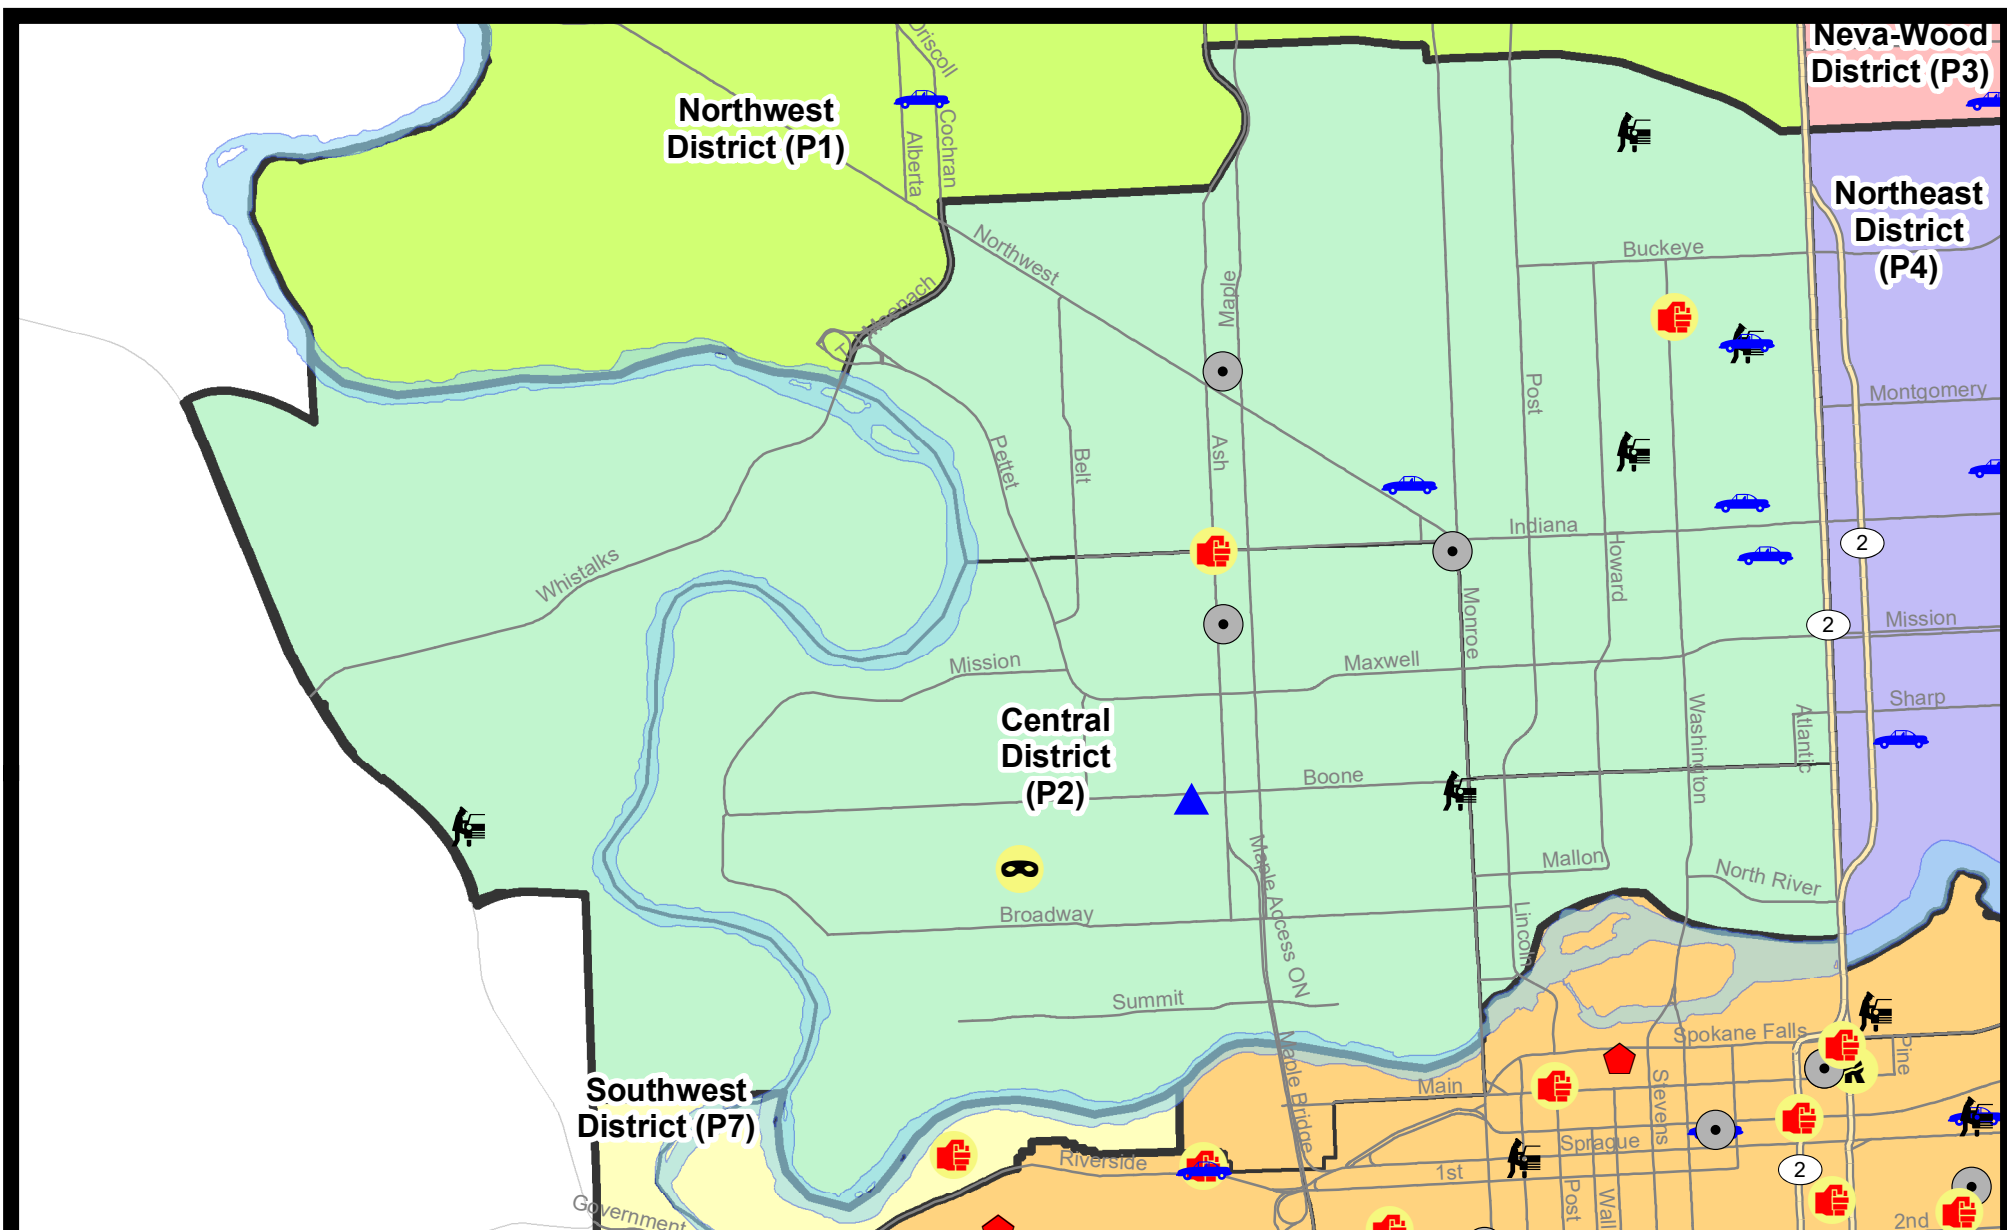 Neva-Wood
District (P3)
Driscoll
Northwest
District (P1)
Cochran
Alberta
Northeast
District
(P4)
Northwest
Buckeye
Maple
Montgomery
Post
Ash
Belt
Pettet
Indiana
Howard
2
Whistalks
Monroe
2
Mission
Mission
Maxwell
Sharp
Central
District
(P2)
Washington
Atlantic
Boone
Mallon
North River
Maple Access ON
Broadway
Lincoln
Summit
Spokane Falls
Pine
Maple Bridge
Main
Stevens
Southwest
District (P7)
Sprague
Riverside
1st
2
Post
Wall
Government
2nd